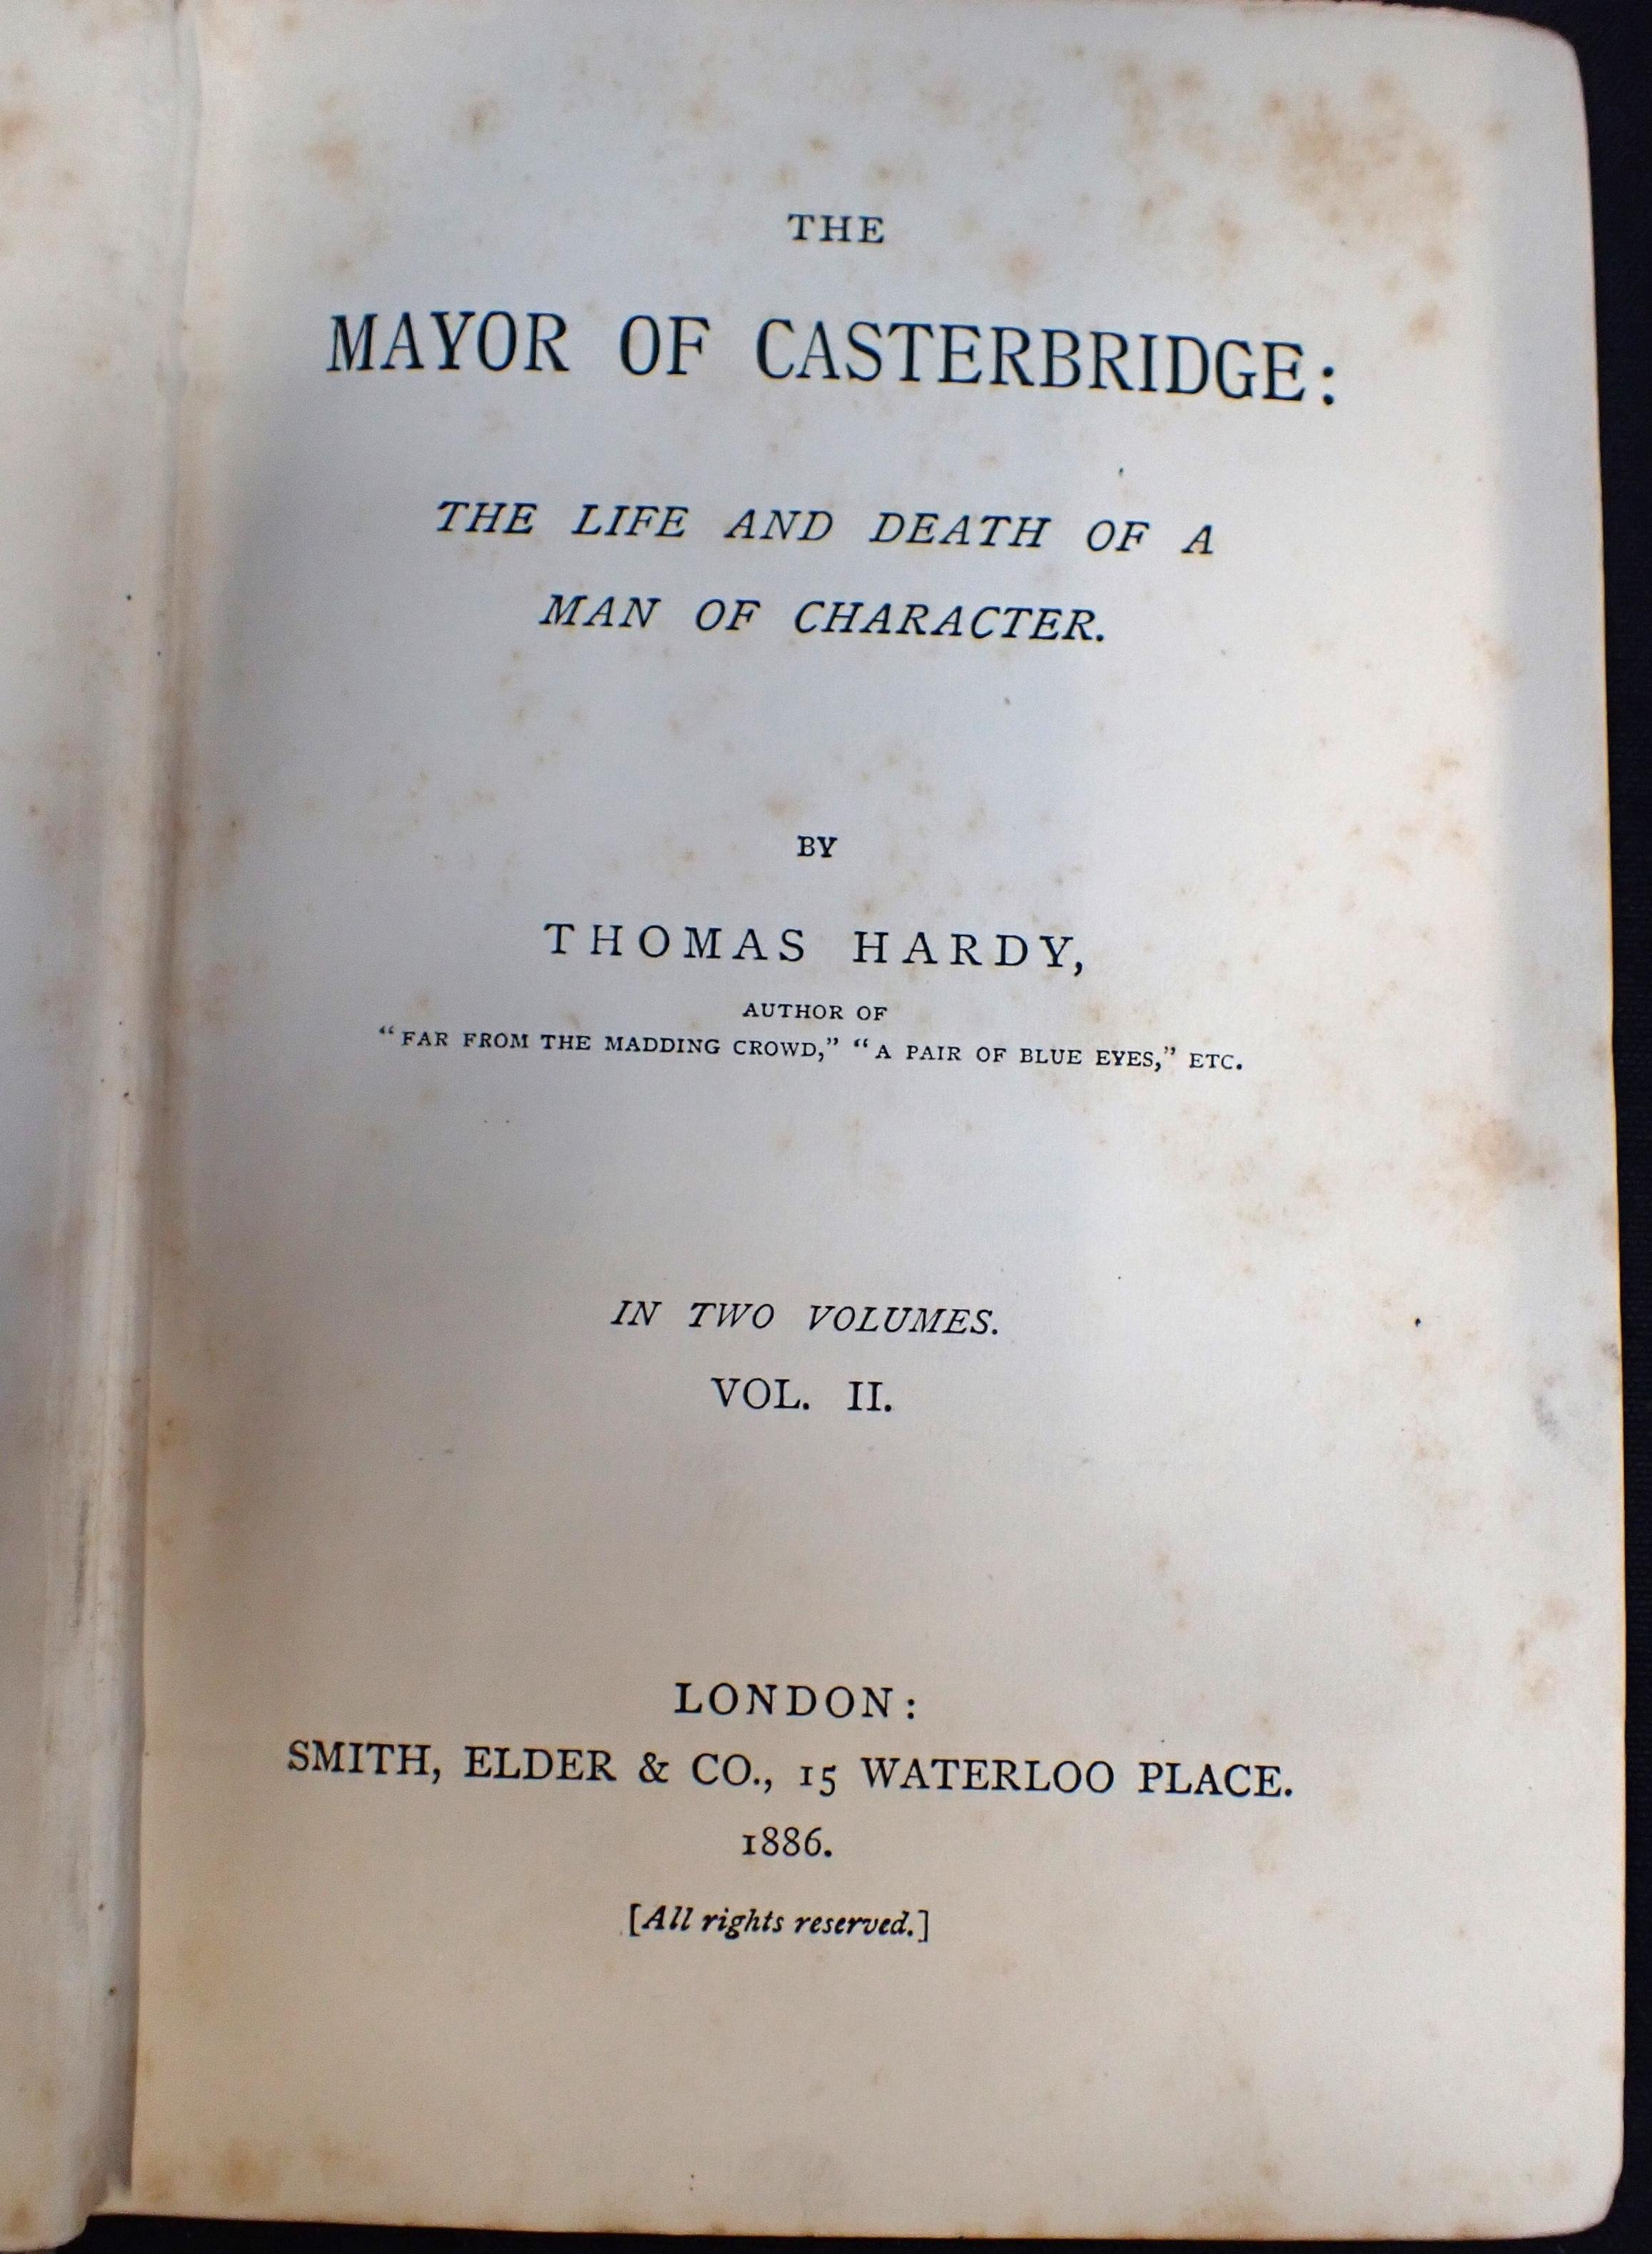 THE
MAYOR OF CASTERBRIDGE:
THE LIFE AND DEATH OF A
MAN OF CHARACTER.
BY
THOMAS HARDY,
AUTHOR OF
“FAR FROM THE MADDING CROWD,” “A PAIR OF BLUE EYES,” ETC.
IN TWO VOLUMES.
VOL. II.
LONDON:
SMITH, ELDER & CO., 15 WATERLOO PLACE.
1886.
[All rights reserved.]